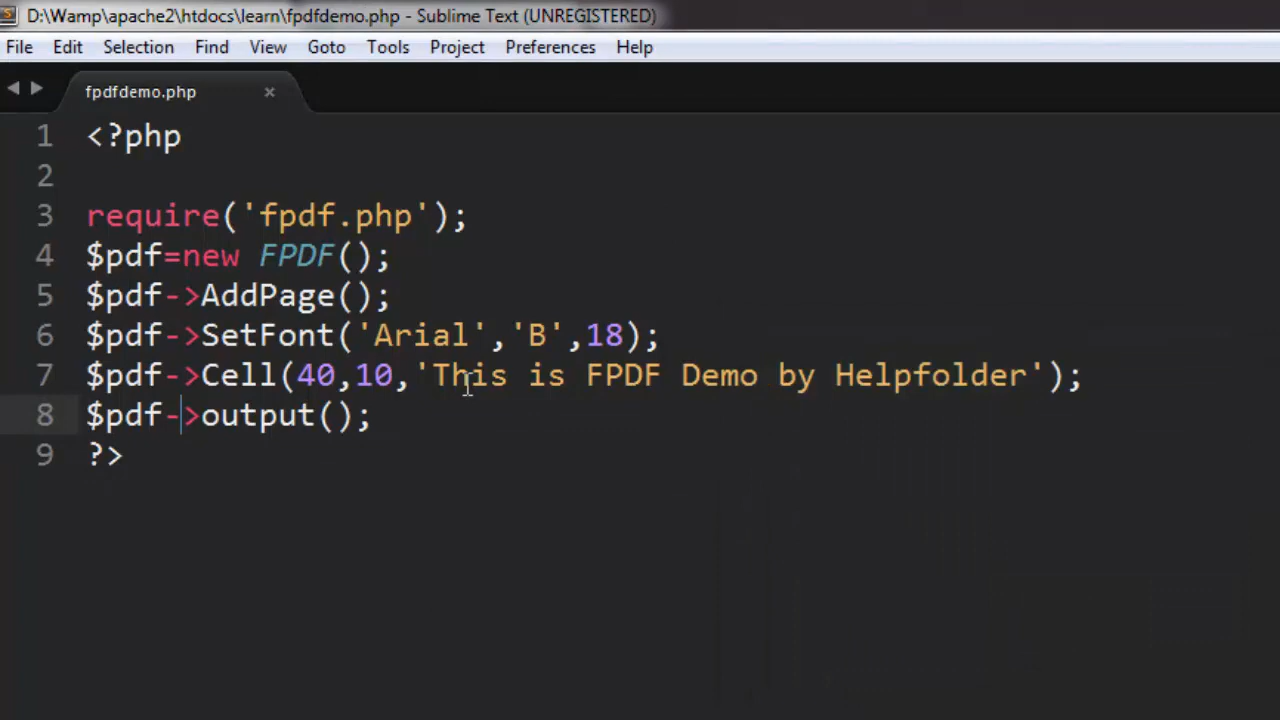 D:\Wamp\apache2\htdocs\learn\fpdfdemo.php - Sublime Text (UNREGISTERED)
File Edit Selection Find View Goto Tools Project Preferences Help
fpdfdemo.php ×
1 <?php
2
3 require('fpdf.php');
4 $pdf=new FPDF();
5 $pdf->AddPage();
6 $pdf->SetFont('Arial','B',18);
7 $pdf->Cell(40,10,'This is FPDF Demo by Helpfolder');
8 $pdf->output();
9 ?>